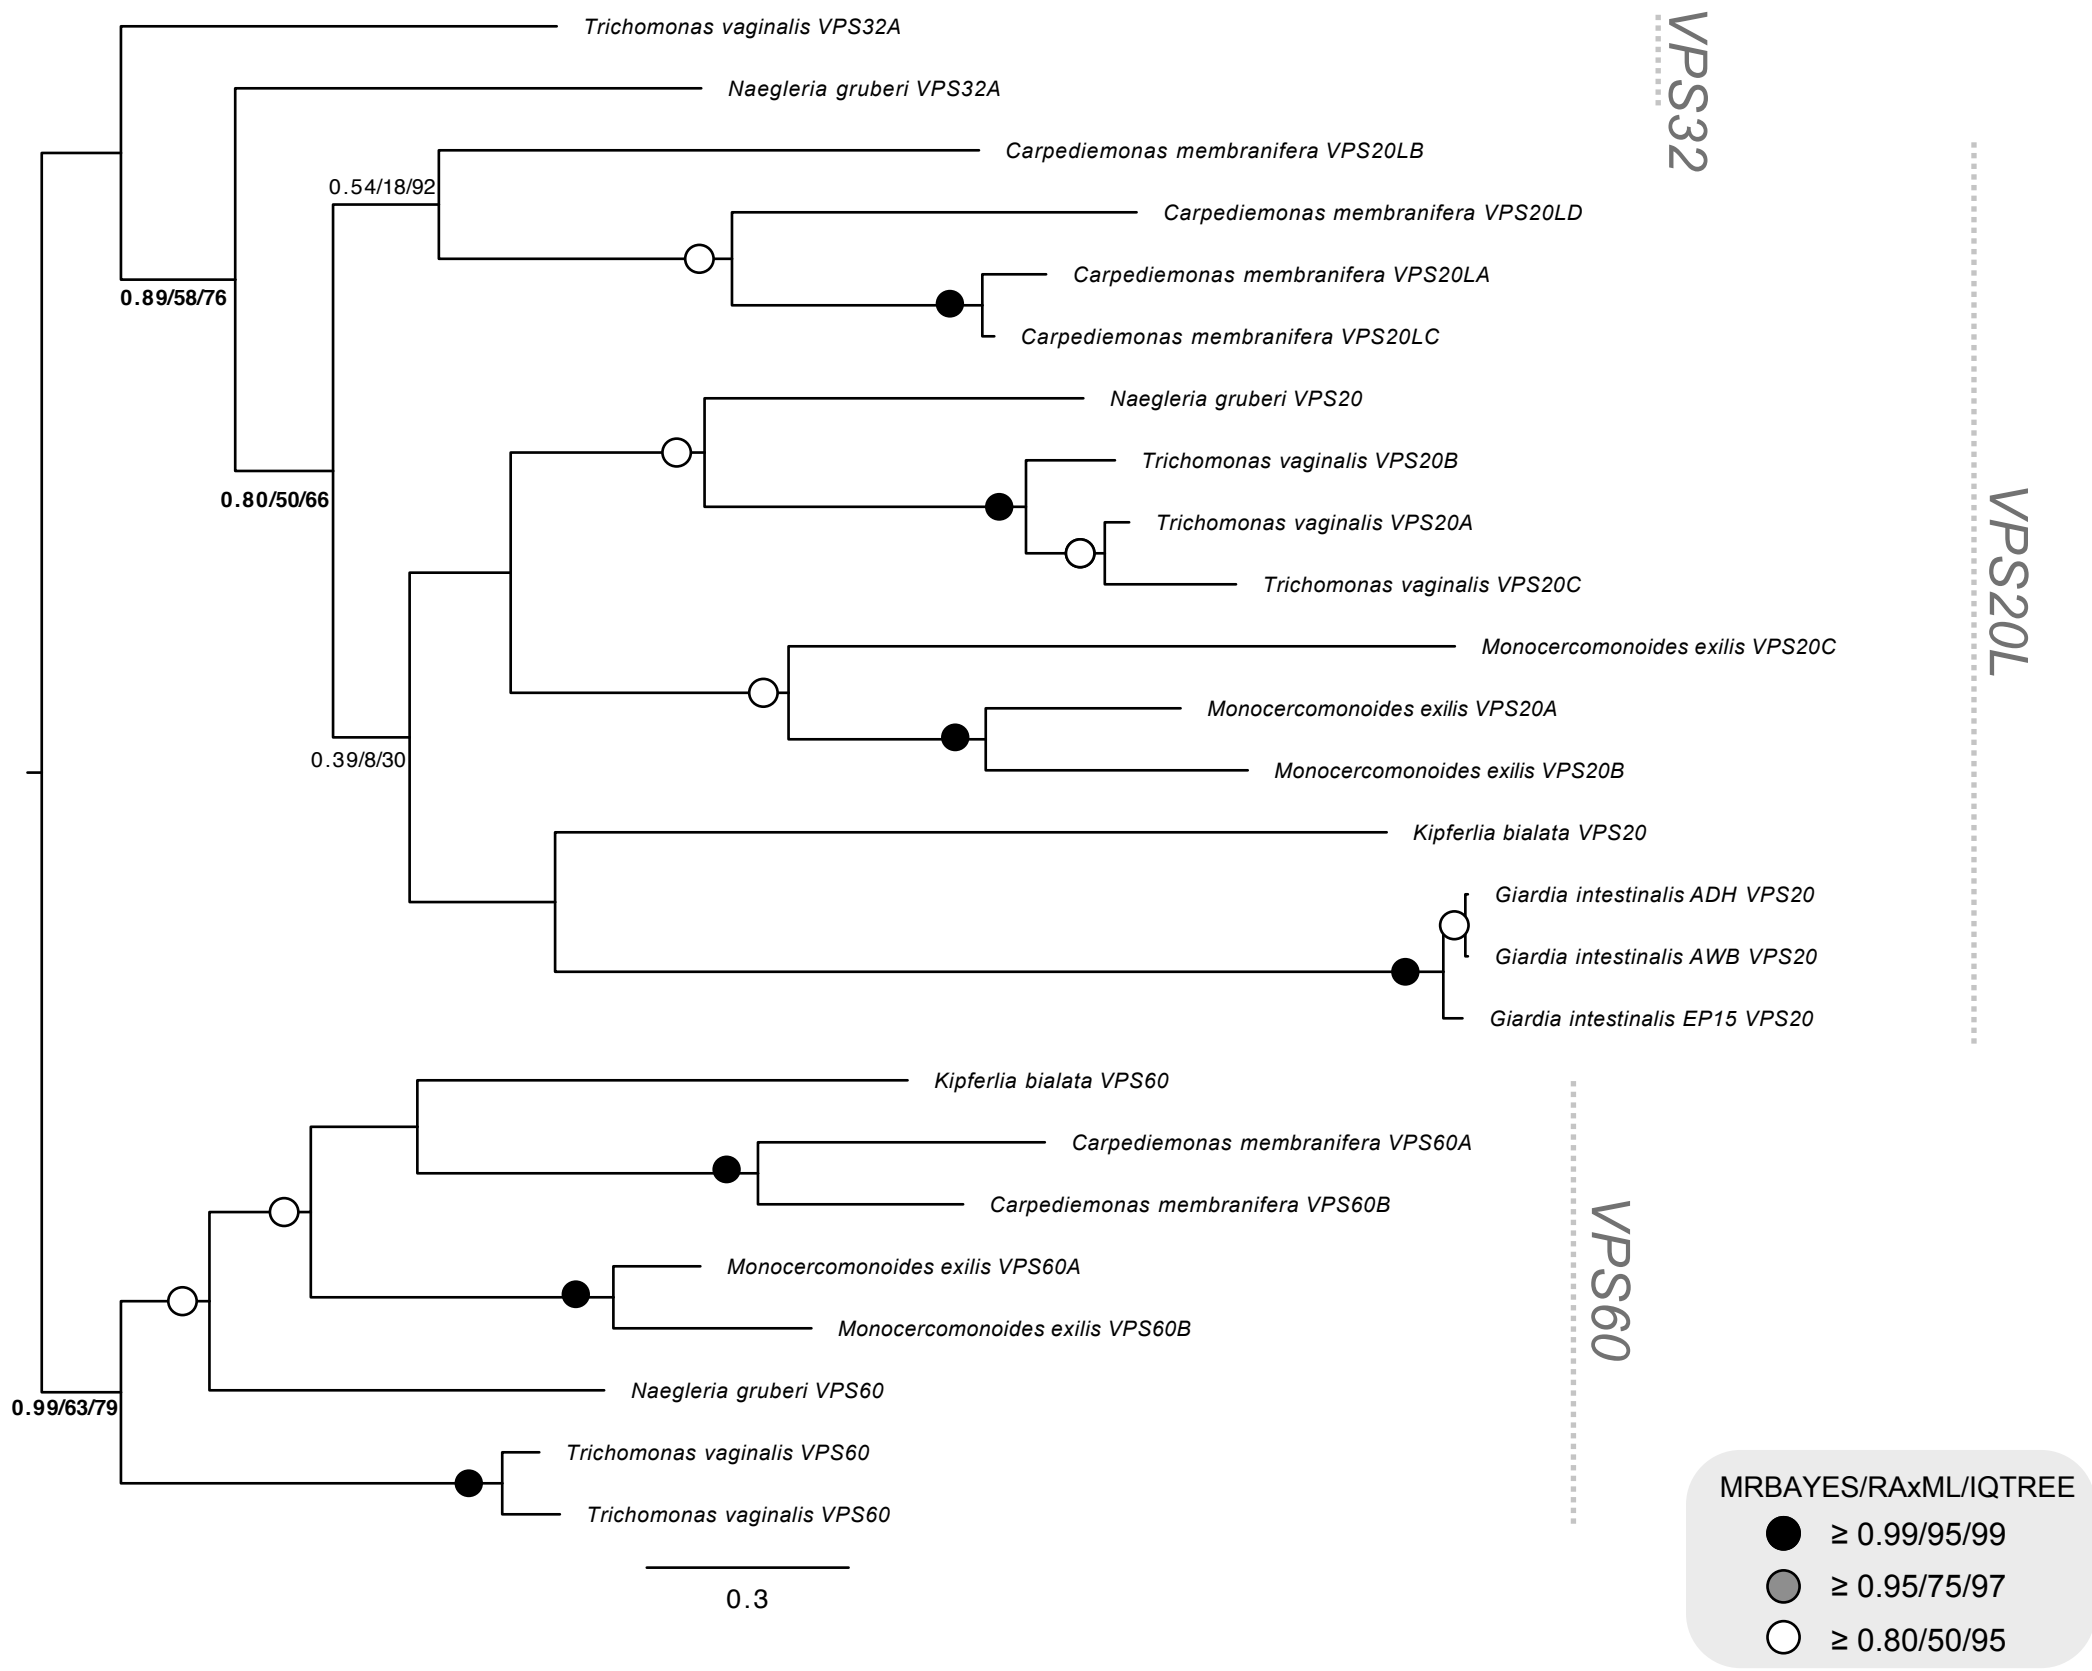 Trichomonas vaginalis VPS32A
Naegleria gruberi VPS32A
VPS32
Carpediemonas membranifera VPS20LB
0.54/18/92
Carpediemonas membranifera VPS20LD
Carpediemonas membranifera VPS20LA
0.89/58/76
Carpediemonas membranifera VPS20LC
Naegleria gruberi VPS20
Trichomonas vaginalis VPS20B
0.80/50/66
Trichomonas vaginalis VPS20A
VPS20L
Trichomonas vaginalis VPS20C
Monocercomonoides exilis VPS20C
Monocercomonoides exilis VPS20A
0.39/8/30
Monocercomonoides exilis VPS20B
Kipferlia bialata VPS20
Giardia intestinalis ADH VPS20
Giardia intestinalis AWB VPS20
Giardia intestinalis EP15 VPS20
Kipferlia bialata VPS60
Carpediemonas membranifera VPS60A
Carpediemonas membranifera VPS60B
VPS60
Monocercomonoides exilis VPS60A
Monocercomonoides exilis VPS60B
Naegleria gruberi VPS60
0.99/63/79
Trichomonas vaginalis VPS60
Trichomonas vaginalis VPS60
0.3
MRBAYES/RAxML/IQTREE
≥ 0.99/95/99
≥ 0.95/75/97
≥ 0.80/50/95